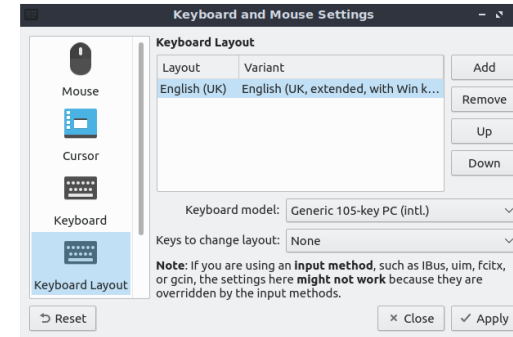 Keyboard and Mouse Settings
Mouse
Cursor
Keyboard
Keyboard Layout
Keyboard Layout
Layout Variant
English (UK) English (UK, extended, with Win k...
Add
Remove
Up
Down
Keyboard model: Generic 105-key PC (intl.)
Keys to change layout: None
Note: If you are using an input method, such as IBus, uim, fcitx,
or gcin, the settings here might not work because they are
overridden by the input methods.
Reset
Close
Apply